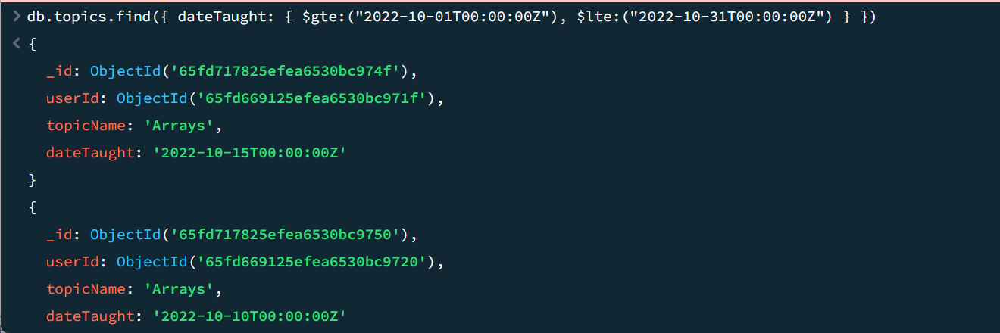 > db.topics.find({ dateTaught: { $gte:("2022-10-01T00:00:00Z"), $lte:("2022-10-31T00:00:00Z") } })
< {
_id: ObjectId('65fd717825efea6530bc974f'),
userId: ObjectId('65fd669125efea6530bc971f'),
topicName: 'Arrays',
dateTaught: '2022-10-15T00:00:00Z'
}
{
_id: ObjectId('65fd717825efea6530bc9750'),
userId: ObjectId('65fd669125efea6530bc9720'),
topicName: 'Arrays',
dateTaught: '2022-10-10T00:00:00Z'